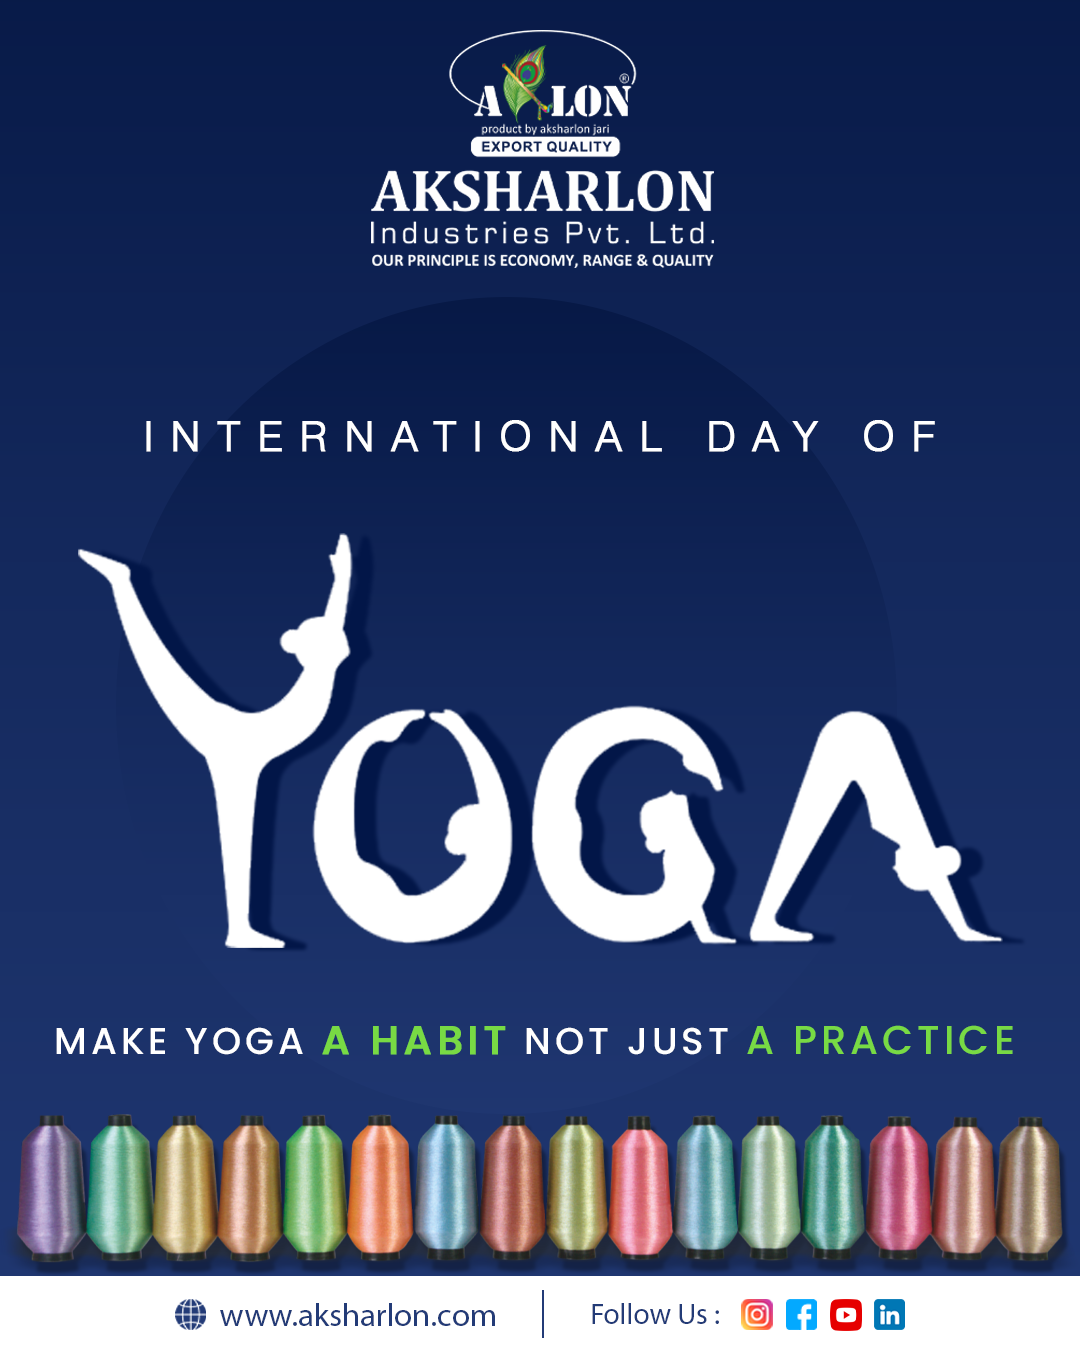 A LON®
product by aksharlon jari
EXPORT QUALITY
AKSHARLON
Industries Pvt. Ltd.
OUR PRINCIPLE IS ECONOMY, RANGE & QUALITY
INTERNATIONAL DAY OF
YOGA
MAKE YOGA A HABIT NOT JUST A PRACTICE
www.aksharlon.com
Follow Us :